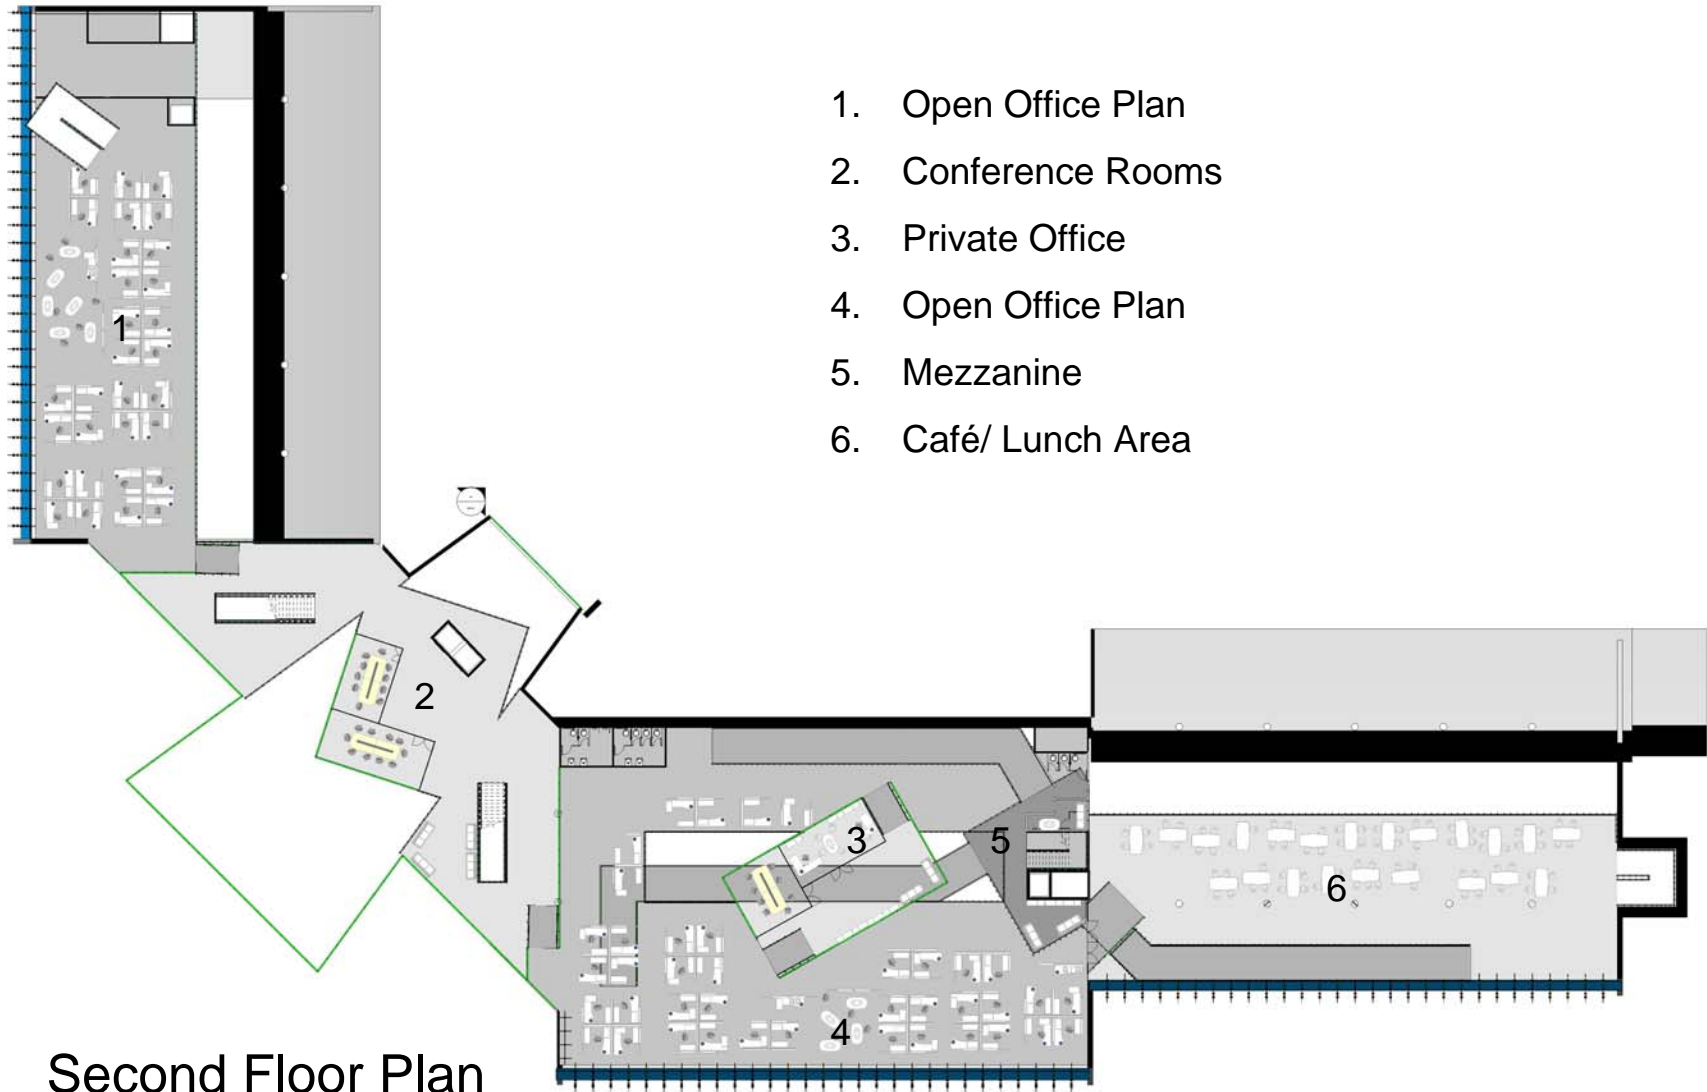 1. Open Office Plan
2. Conference Rooms
3. Private Office
4. Open Office Plan
5. Mezzanine
6. Café/ Lunch Area
1
2
3
5
6
4
Second Floor Plan